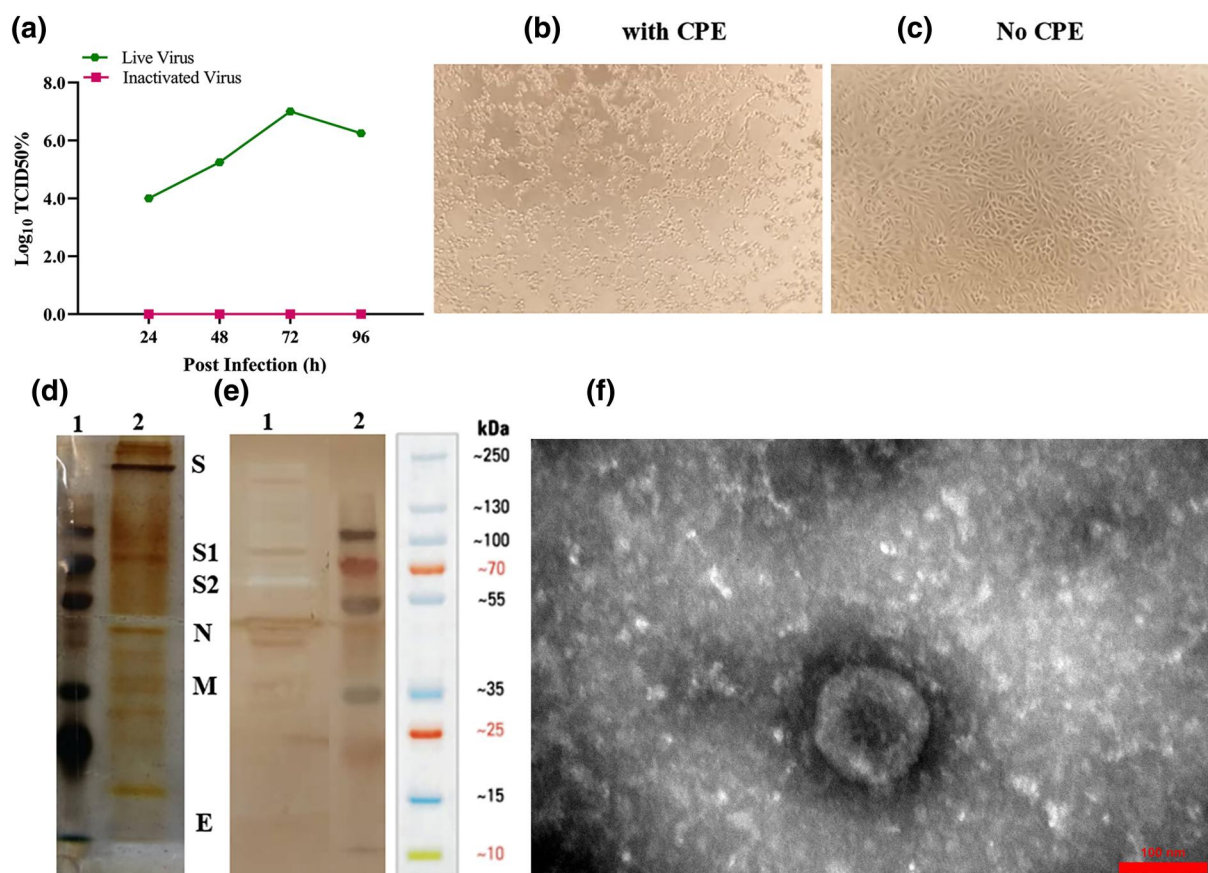 (a)
Live Virus
Inactivated Virus
8.0
6.0
4.0
2.0
0.0
Log10 TCID50%
24 48 72 96
Post Infection (h)
(b) with CPE
(c) No CPE
(d)
1 2
S
S1
S2
N
M
E
(e)
1 2
kDa
~250
~130
~100
~70
~55
~35
~25
~15
~10
(f)
100 nm